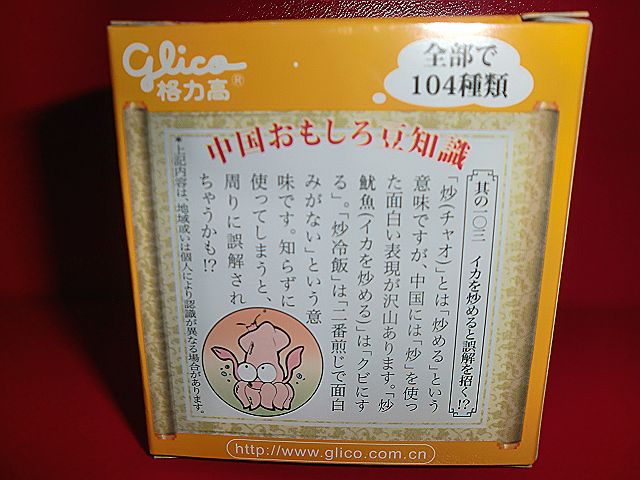 glico®
格力高
全部で
104種類
中国おもしろ豆知識
其の一〇三　イカを炒めると誤解を招く!?
「炒(チャオ)」とは「炒める」という
意味ですが、中国には「炒」を使っ
た面白い表現が沢山あります。「炒
魷魚(イカを炒める)」は「クビにす
る」。「炒冷飯」は「二番煎じで面白
みがない」という意
味です。知らずに
使ってしまうと、
周りに誤解され
ちゃうかも!?
*上記内容は、地域或いは個人により認識が異なる場合があります。
http://www.glico.com.cn